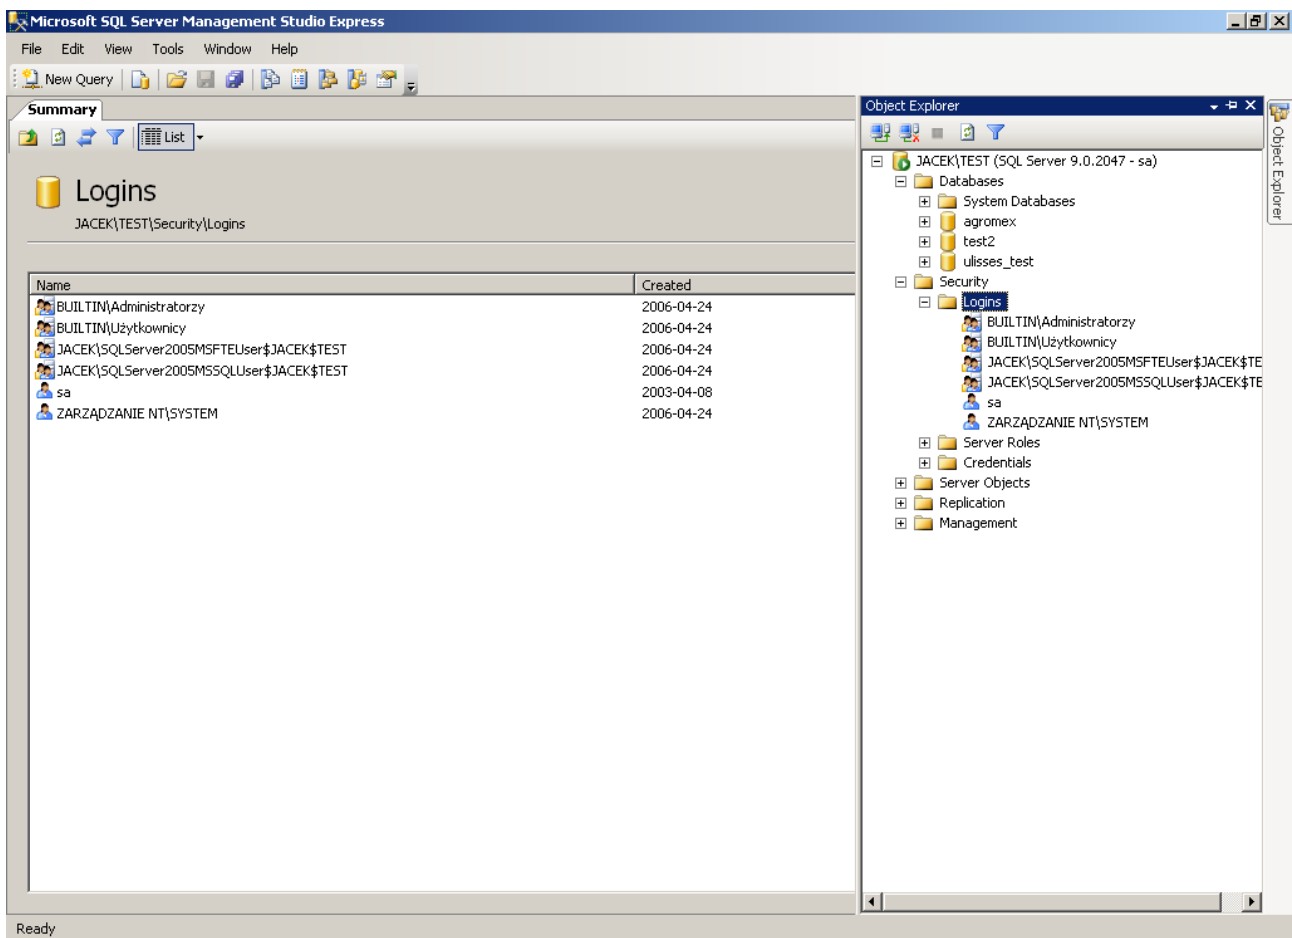 Microsoft SQL Server Management Studio Express
File Edit View Tools Window Help
New Query
Summary
List
Logins
JACEK\TEST\Security\Logins
Name Created
BUILTIN\Administratorzy 2006-04-24
BUILTIN\Użytkownicy 2006-04-24
JACEK\SQLServer2005MSFTEUser$JACEK$TEST 2006-04-24
JACEK\SQLServer2005MSSQLUser$JACEK$TEST 2006-04-24
sa 2003-04-08
ZARZĄDZANIE NT\SYSTEM 2006-04-24
Object Explorer
JACEK\TEST (SQL Server 9.0.2047 - sa)
Databases
System Databases
agromex
test2
ulisses_test
Security
Logins
BUILTIN\Administratorzy
BUILTIN\Użytkownicy
JACEK\SQLServer2005MSFTEUser$JACEK$TE
JACEK\SQLServer2005MSSQLUser$JACEK$TE
sa
ZARZĄDZANIE NT\SYSTEM
Server Roles
Credentials
Server Objects
Replication
Management
Object Explorer
Ready